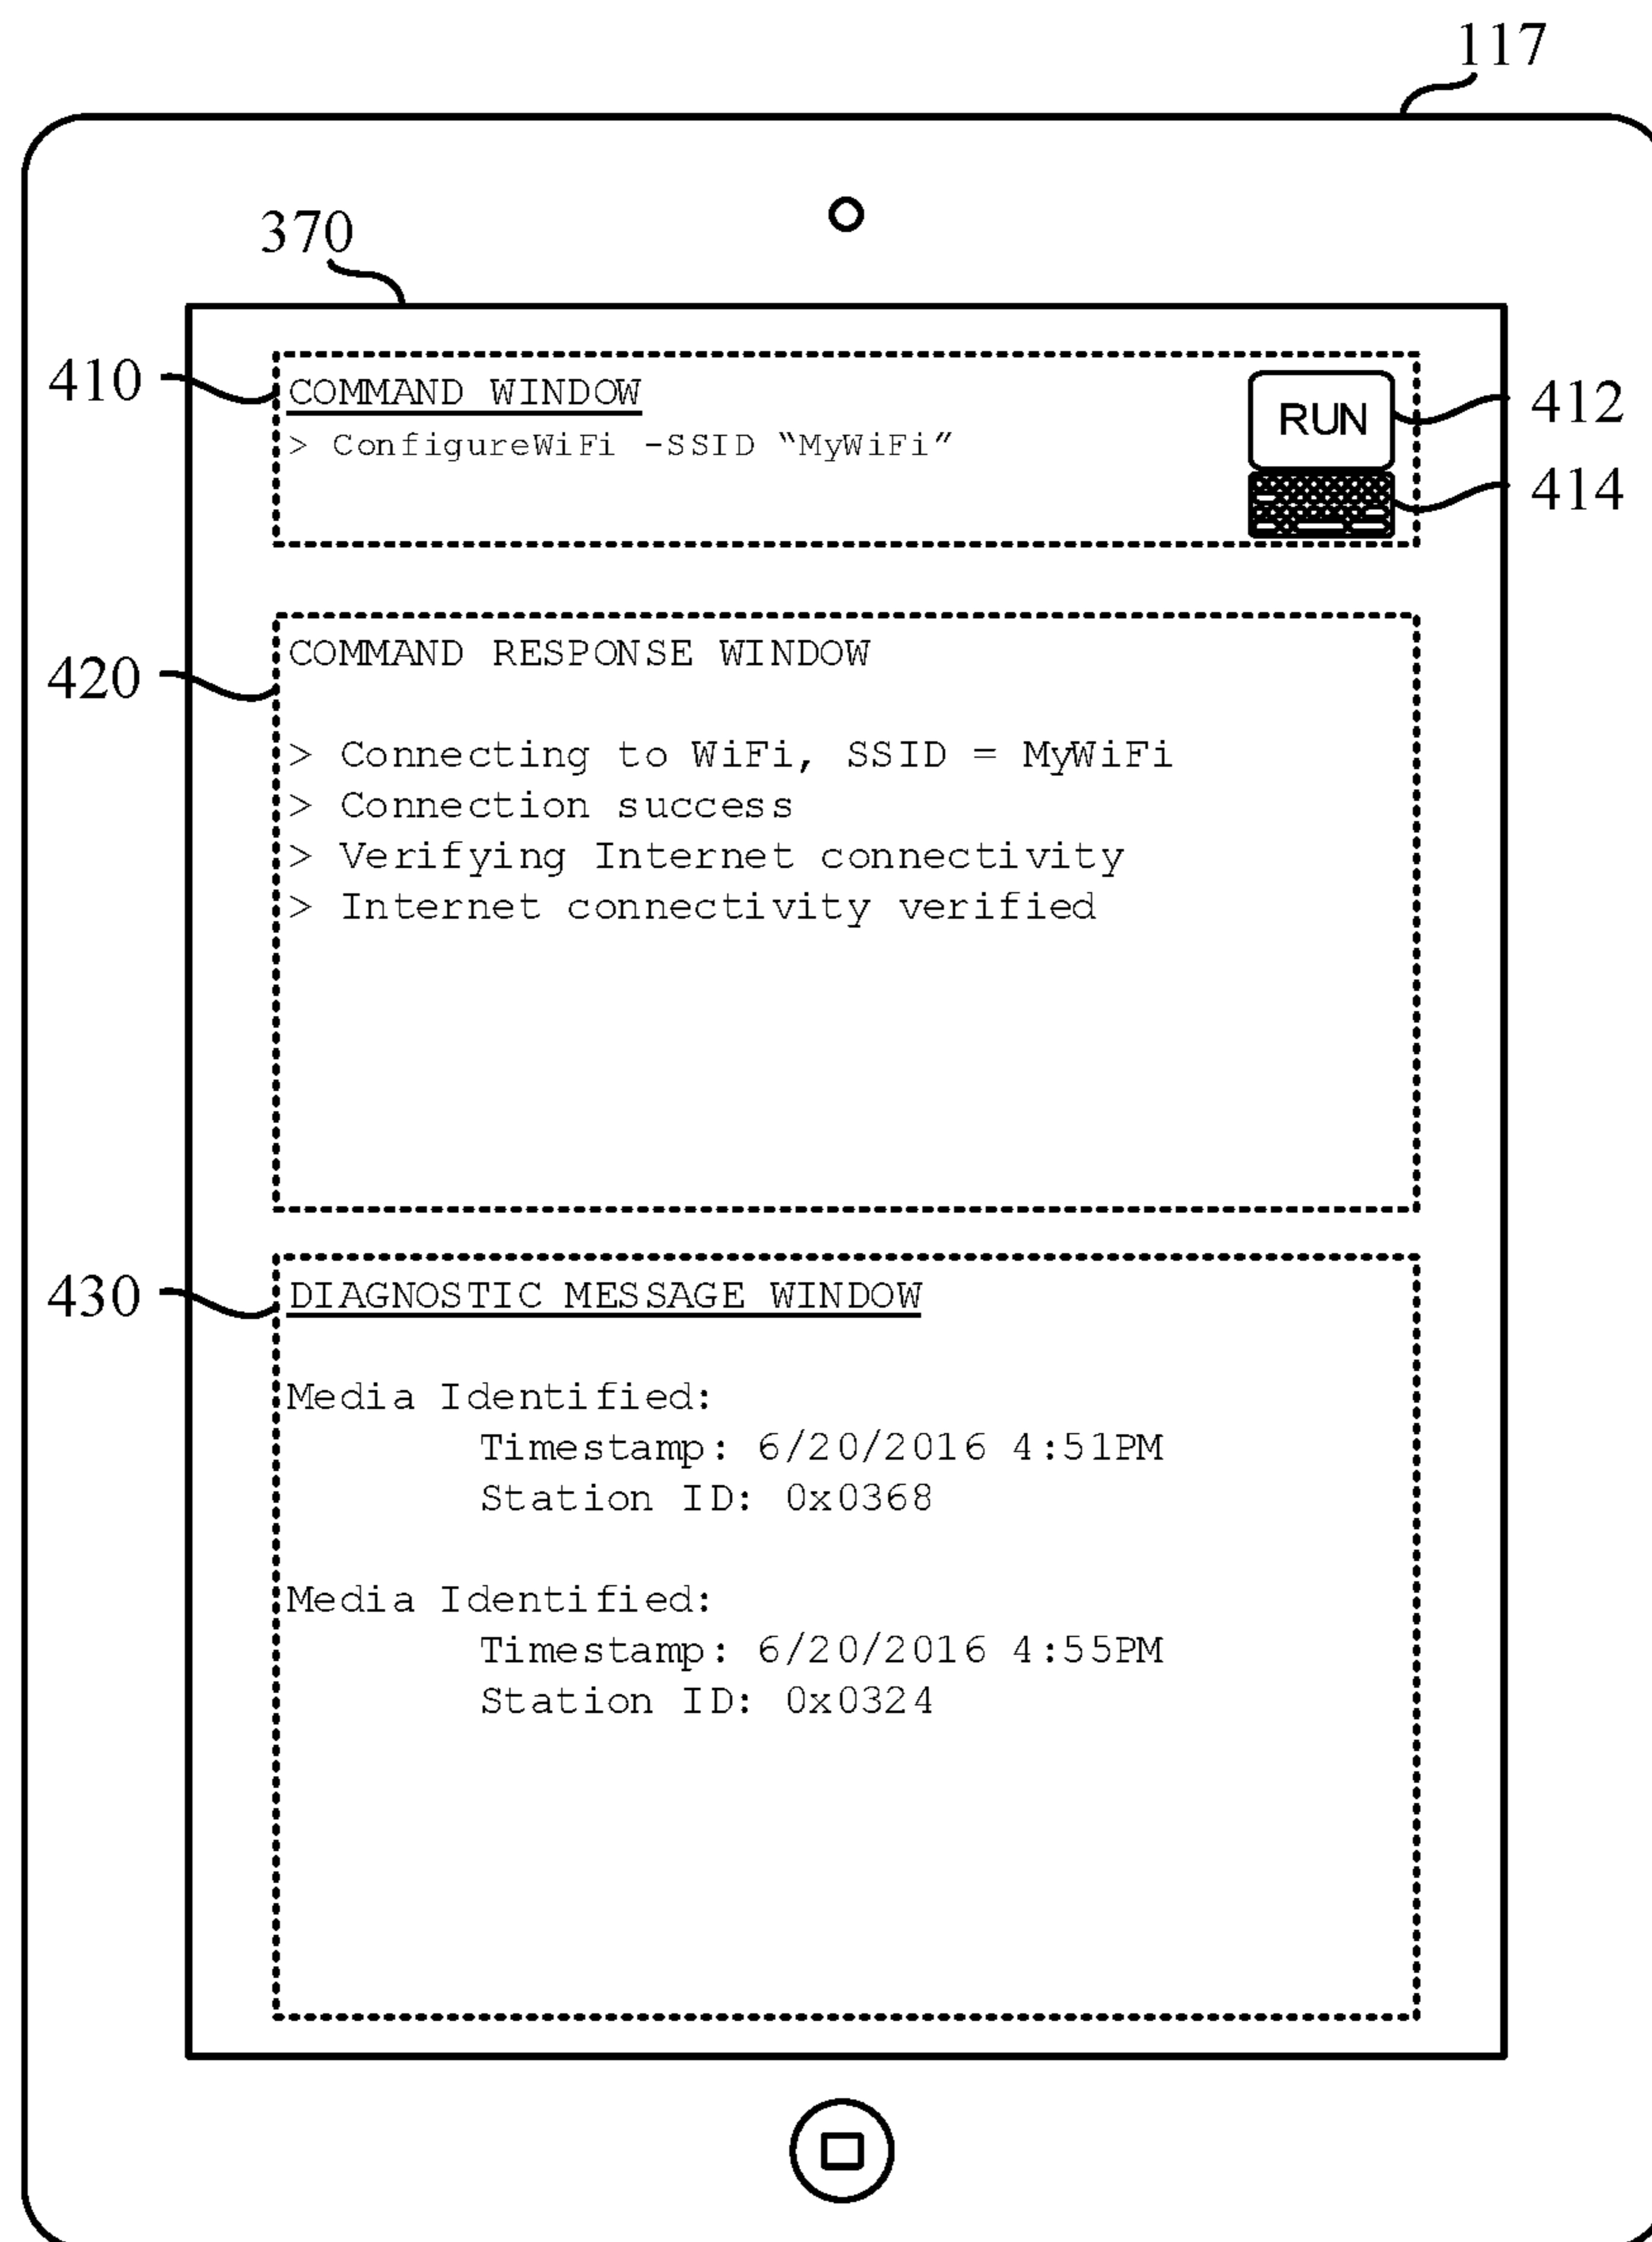 117
370
410
COMMAND WINDOW
> ConfigureWiFi -SSID “MyWiFi”
RUN
412
414
420
COMMAND RESPONSE WINDOW
> Connecting to WiFi, SSID = MyWiFi
> Connection success
> Verifying Internet connectivity
> Internet connectivity verified
430
DIAGNOSTIC MESSAGE WINDOW
Media Identified:
Timestamp: 6/20/2016 4:51PM
Station ID: 0x0368
Media Identified:
Timestamp: 6/20/2016 4:55PM
Station ID: 0x0324